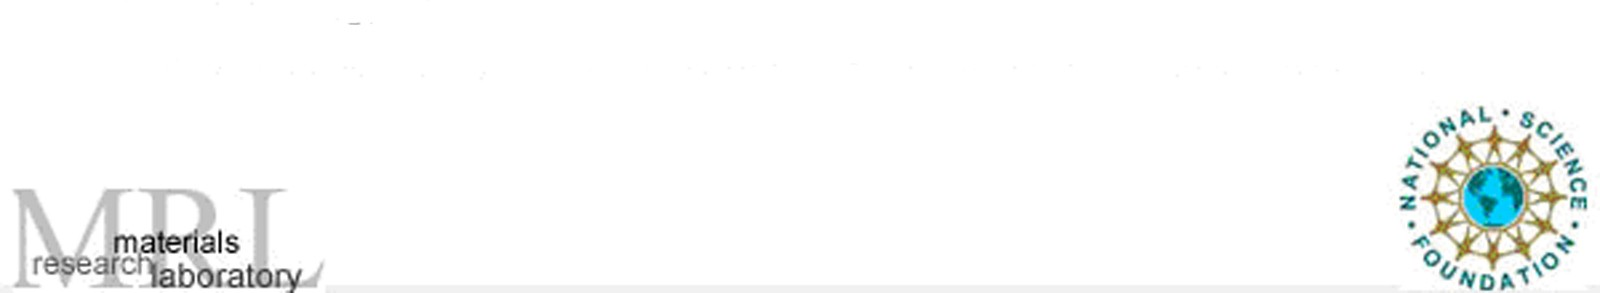 MRL
materials
research
laboratory
NATIONAL · SCIENCE · FOUNDATION ·